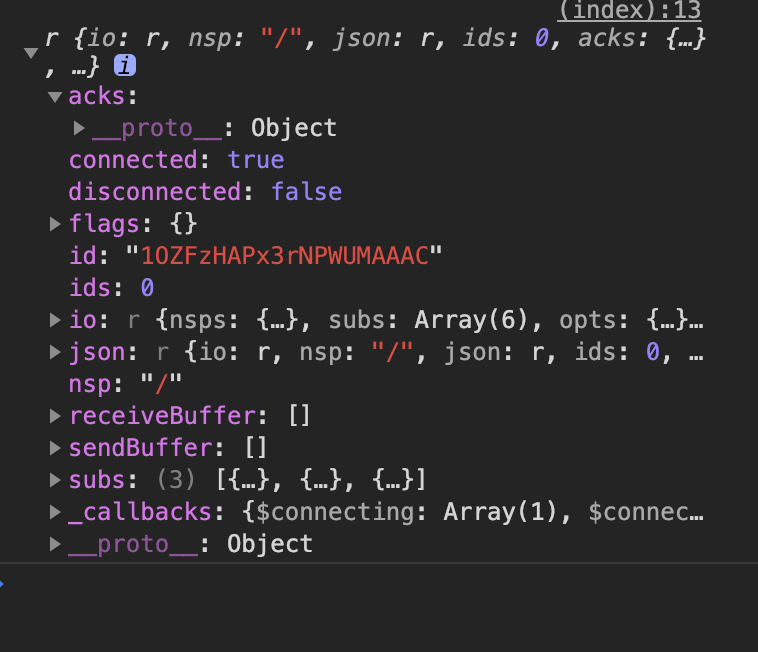 (index):13
r {io: r, nsp: "/", json: r, ids: 0, acks: {…}
, …} i
acks:
__proto__: Object
connected: true
disconnected: false
flags: {}
id: "1OZFzHAPx3rNPWUMAAAC"
ids: 0
io: r {nsps: {…}, subs: Array(6), opts: {…}…
json: r {io: r, nsp: "/", json: r, ids: 0, …
nsp: "/"
receiveBuffer: []
sendBuffer: []
subs: (3) [{…}, {…}, {…}]
_callbacks: {$connecting: Array(1), $connec…
__proto__: Object